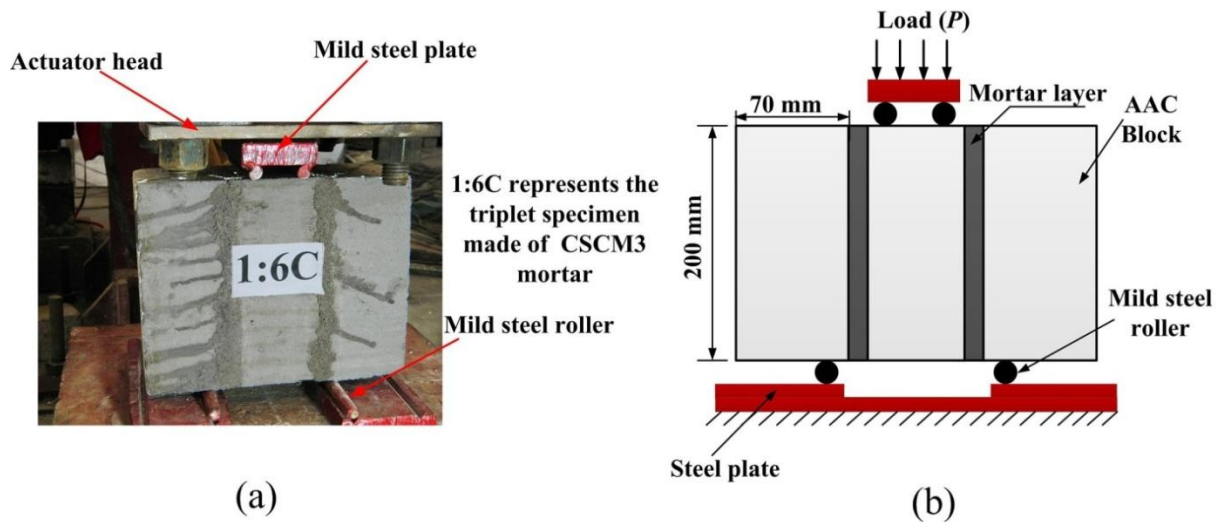 Actuator head
Mild steel plate
1:6C
1:6C represents the
triplet specimen
made of CSCM3
mortar
Mild steel roller
(a)
Load (P)
70 mm
Mortar layer
AAC
Block
200 mm
Mild steel
roller
Steel plate
(b)